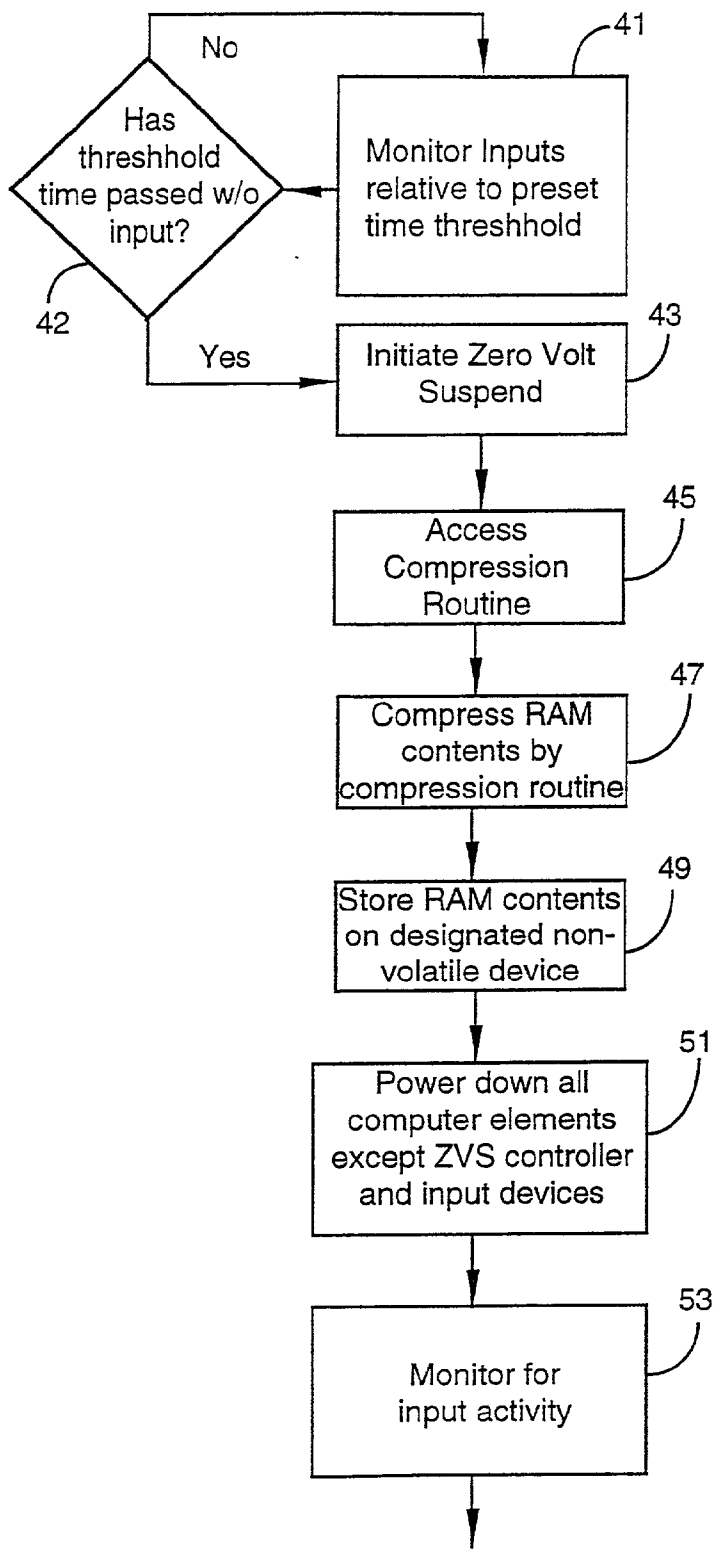 No
41
Has
threshhold
time passed w/o
input?
42
Monitor Inputs
relative to preset
time threshhold
Yes
43
Initiate Zero Volt
Suspend
45
Access
Compression
Routine
47
Compress RAM
contents by
compression routine
49
Store RAM contents
on designated non-
volatile device
51
Power down all
computer elements
except ZVS controller
and input devices
53
Monitor for
input activity